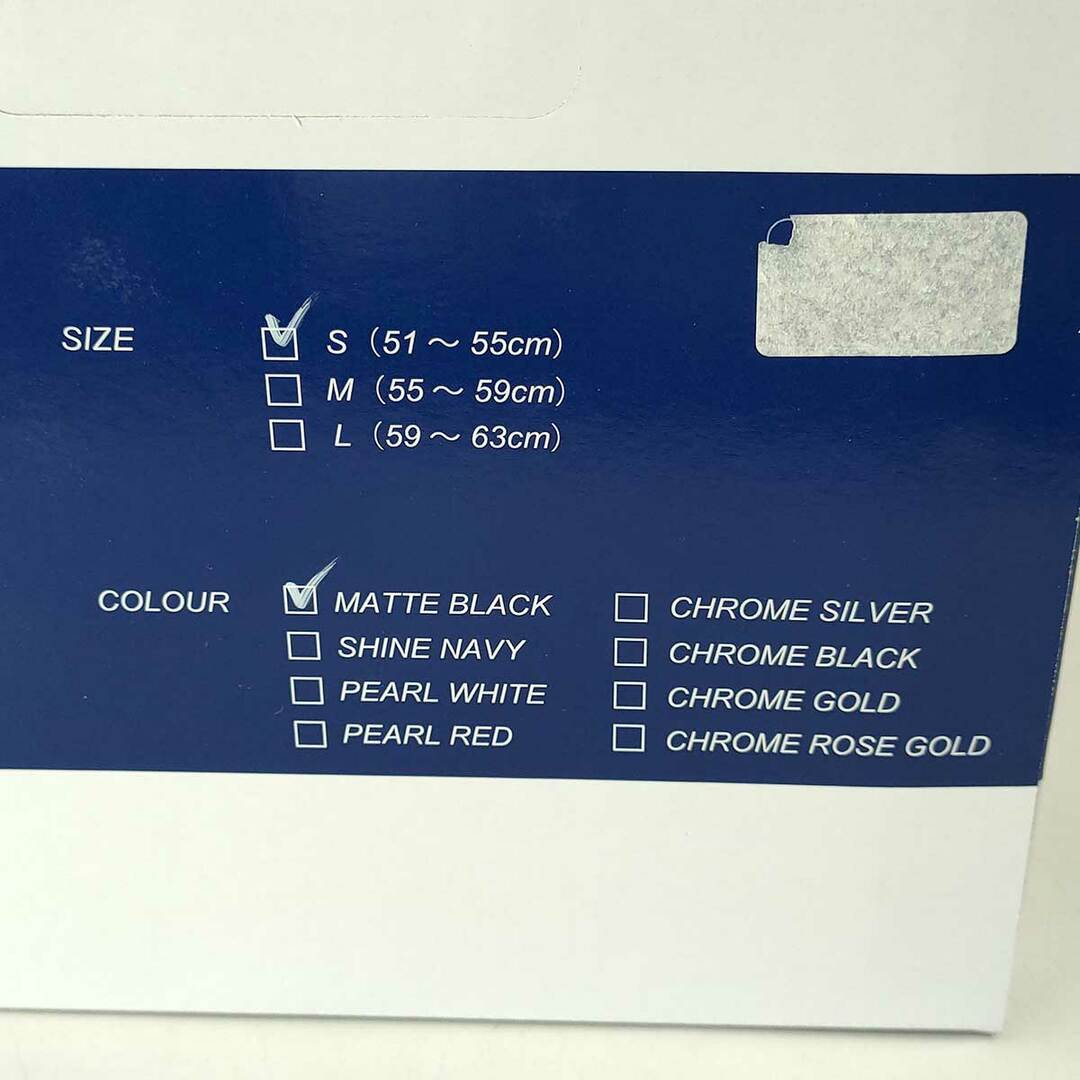 SIZE
S（51～55cm）
M（55～59cm）
L（59～63cm）
COLOUR
MATTE BLACK
SHINE NAVY
PEARL WHITE
PEARL RED
CHROME SILVER
CHROME BLACK
CHROME GOLD
CHROME ROSE GOLD